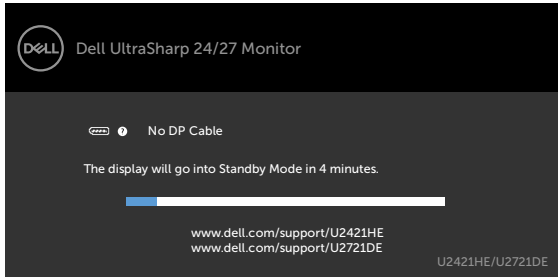 DELL
Dell UltraSharp 24/27 Monitor
? No DP Cable
The display will go into Standby Mode in 4 minutes.
www.dell.com/support/U2421HE
www.dell.com/support/U2721DE
U2421HE/U2721DE